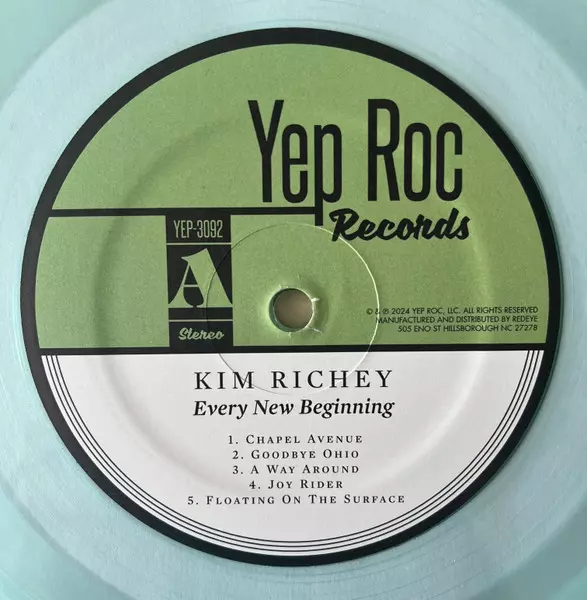 Yep Roc
Records
YEP-3092
A
Stereo
© & ℗ 2024 YEP ROC, LLC. ALL RIGHTS RESERVED
MANUFACTURED AND DISTRIBUTED BY REDEYE
505 ENO ST HILLSBOROUGH NC 27278
KIM RICHEY
Every New Beginning
1. CHAPEL AVENUE
2. GOODBYE OHIO
3. A WAY AROUND
4. JOY RIDER
5. FLOATING ON THE SURFACE